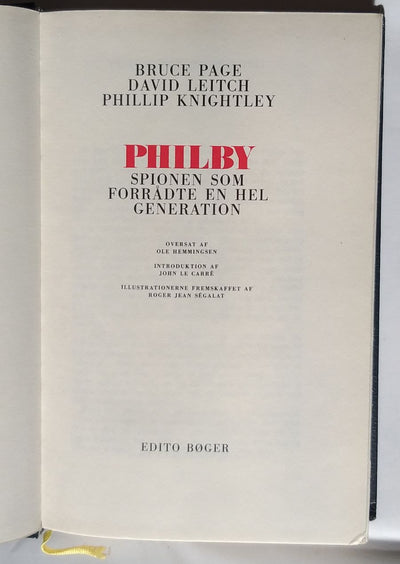 BRUCE PAGE
DAVID LEITCH
PHILLIP KNIGHTLEY
PHILBY
SPIONEN SOM
FORRÅDTE EN HEL
GENERATION
OVERSAT AF
OLE HEMMINGSEN
INTRODUKTION AF
JOHN LE CARRÉ
ILLUSTRATIONERNE FREMSKAFFET AF
ROGER JEAN SÉGALAT
EDITO BØGER